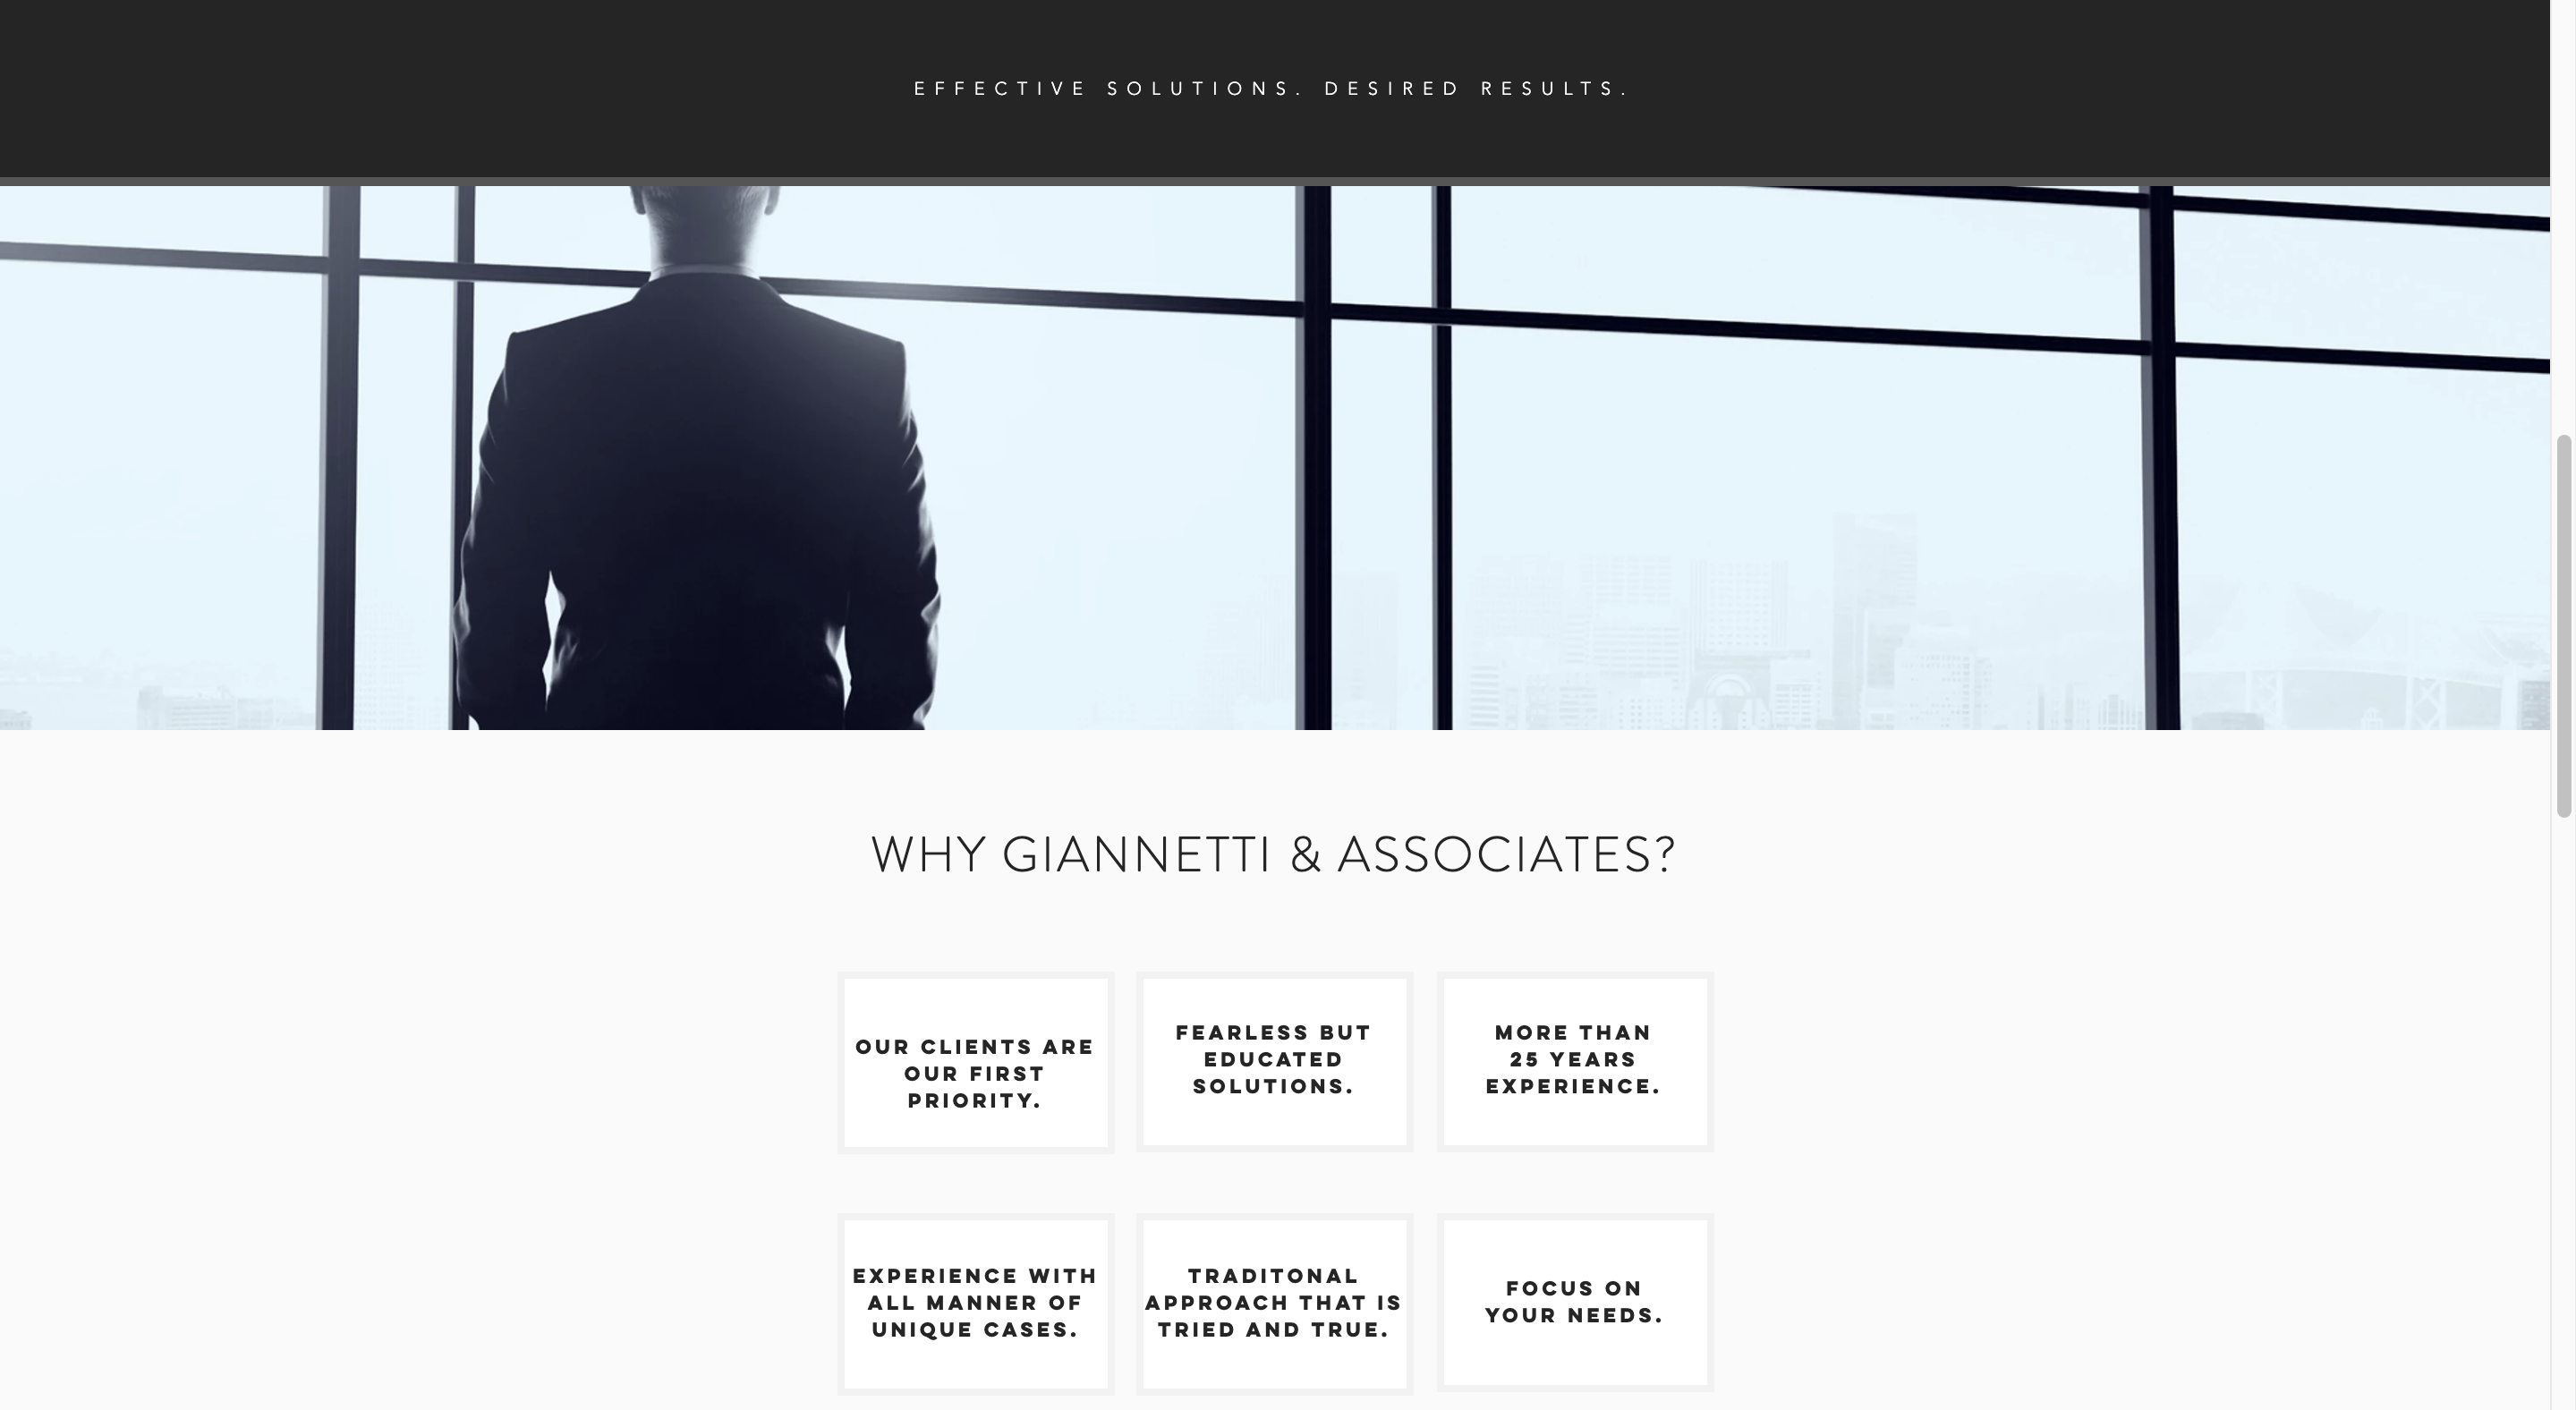 EFFECTIVE SOLUTIONS. DESIRED RESULTS.
WHY GIANNETTI & ASSOCIATES?
OUR CLIENTS ARE
OUR FIRST
PRIORITY.
FEARLESS BUT
EDUCATED
SOLUTIONS.
MORE THAN
25 YEARS
EXPERIENCE.
EXPERIENCE WITH
ALL MANNER OF
UNIQUE CASES.
TRADITONAL
APPROACH THAT IS
TRIED AND TRUE.
FOCUS ON
YOUR NEEDS.